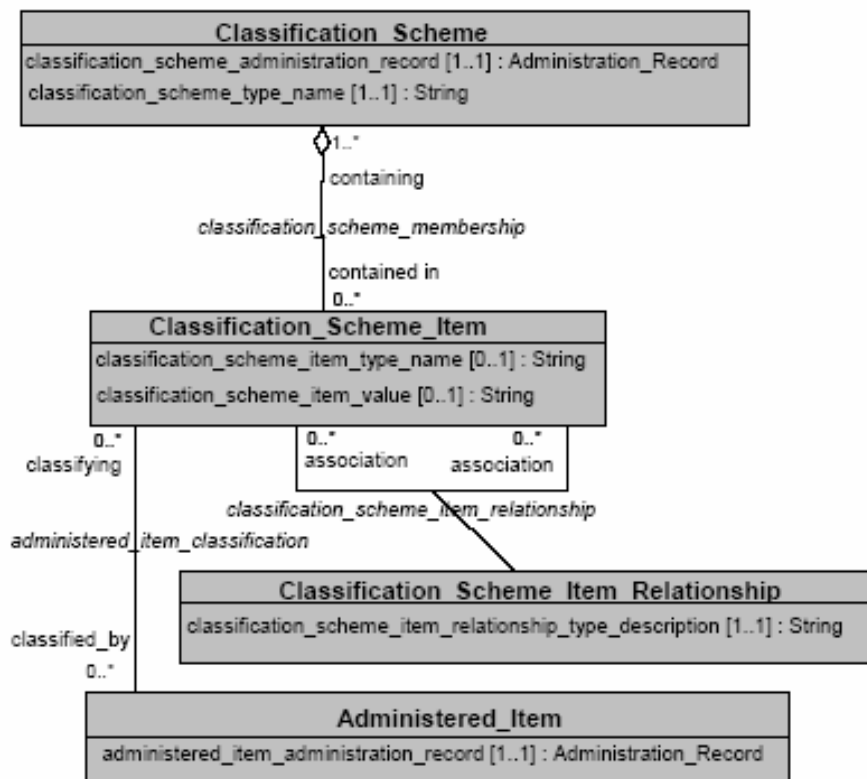 Classification_Scheme
classification_scheme_administration_record [1..1] : Administration_Record
classification_scheme_type_name [1..1] : String
1..*
containing
classification_scheme_membership
contained in
0..*
Classification_Scheme_Item
classification_scheme_item_type_name [0..1] : String
classification_scheme_item_value [0..1] : String
0..*
classifying
0..*
association
0..*
association
classification_scheme_item_relationship
administered_item_classification
Classification_Scheme_Item_Relationship
classification_scheme_item_relationship_type_description [1..1] : String
classified_by
0..*
Administered_Item
administered_item_administration_record [1..1] : Administration_Record